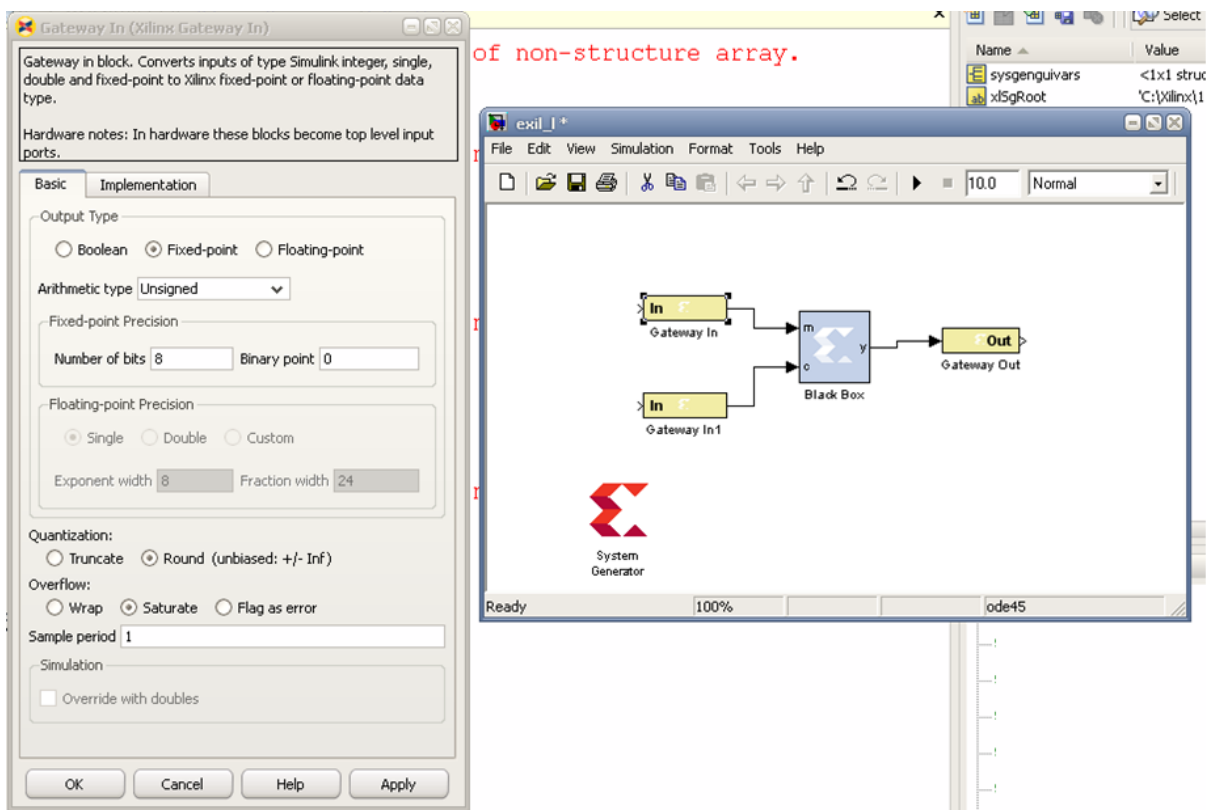 Gateway In (Xilinx Gateway In)
Gateway in block. Converts inputs of type Simulink integer, single,
double and fixed-point to Xilinx fixed-point or floating-point data
type.
Hardware notes: In hardware these blocks become top level input
ports.
Basic Implementation
Output Type
Boolean Fixed-point Floating-point
Arithmetic type Unsigned
Fixed-point Precision
Number of bits 8 Binary point 0
Floating-point Precision
Single Double Custom
Exponent width 8 Fraction width 24
Quantization:
Truncate Round (unbiased: +/- Inf)
Overflow:
Wrap Saturate Flag as error
Sample period 1
Simulation
Override with doubles
OK Cancel Help Apply
of non-structure array.
Select
Name Value
sysgenguivars <1x1 struc
ab xlSgRoot 'C:\Xilinx\1
File Edit View Simulation Format Tools Help
10.0 Normal
In
Gateway In
m
c
y
Black Box
Out
Gateway Out
In
Gateway In1
System
Generator
Ready 100% ode45